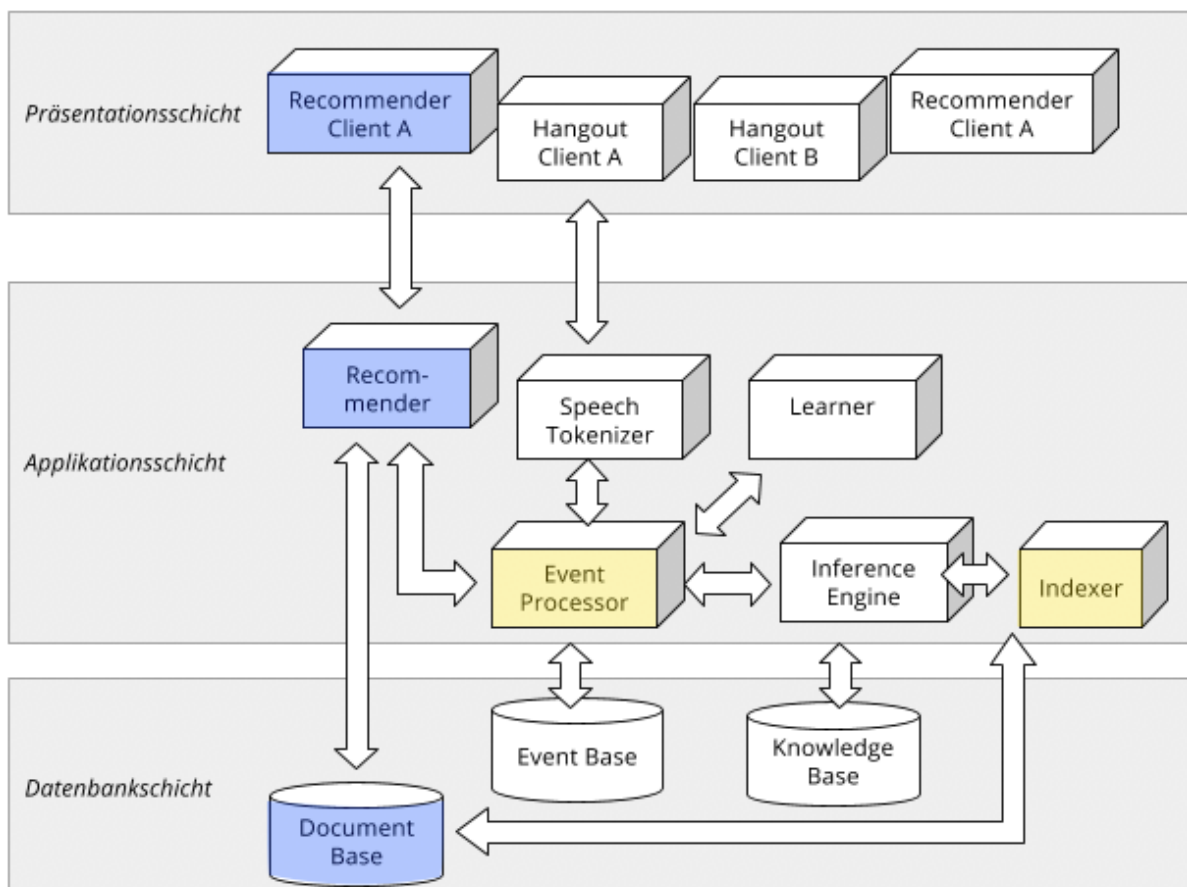 Präsentationsschicht
Recommender
Client A
Hangout
Client A
Hangout
Client B
Recommender
Client A
Applikationsschicht
Recom-
mender
Speech
Tokenizer
Learner
Event
Processor
Inference
Engine
Indexer
Datenbankschicht
Event Base
Knowledge
Base
Document
Base